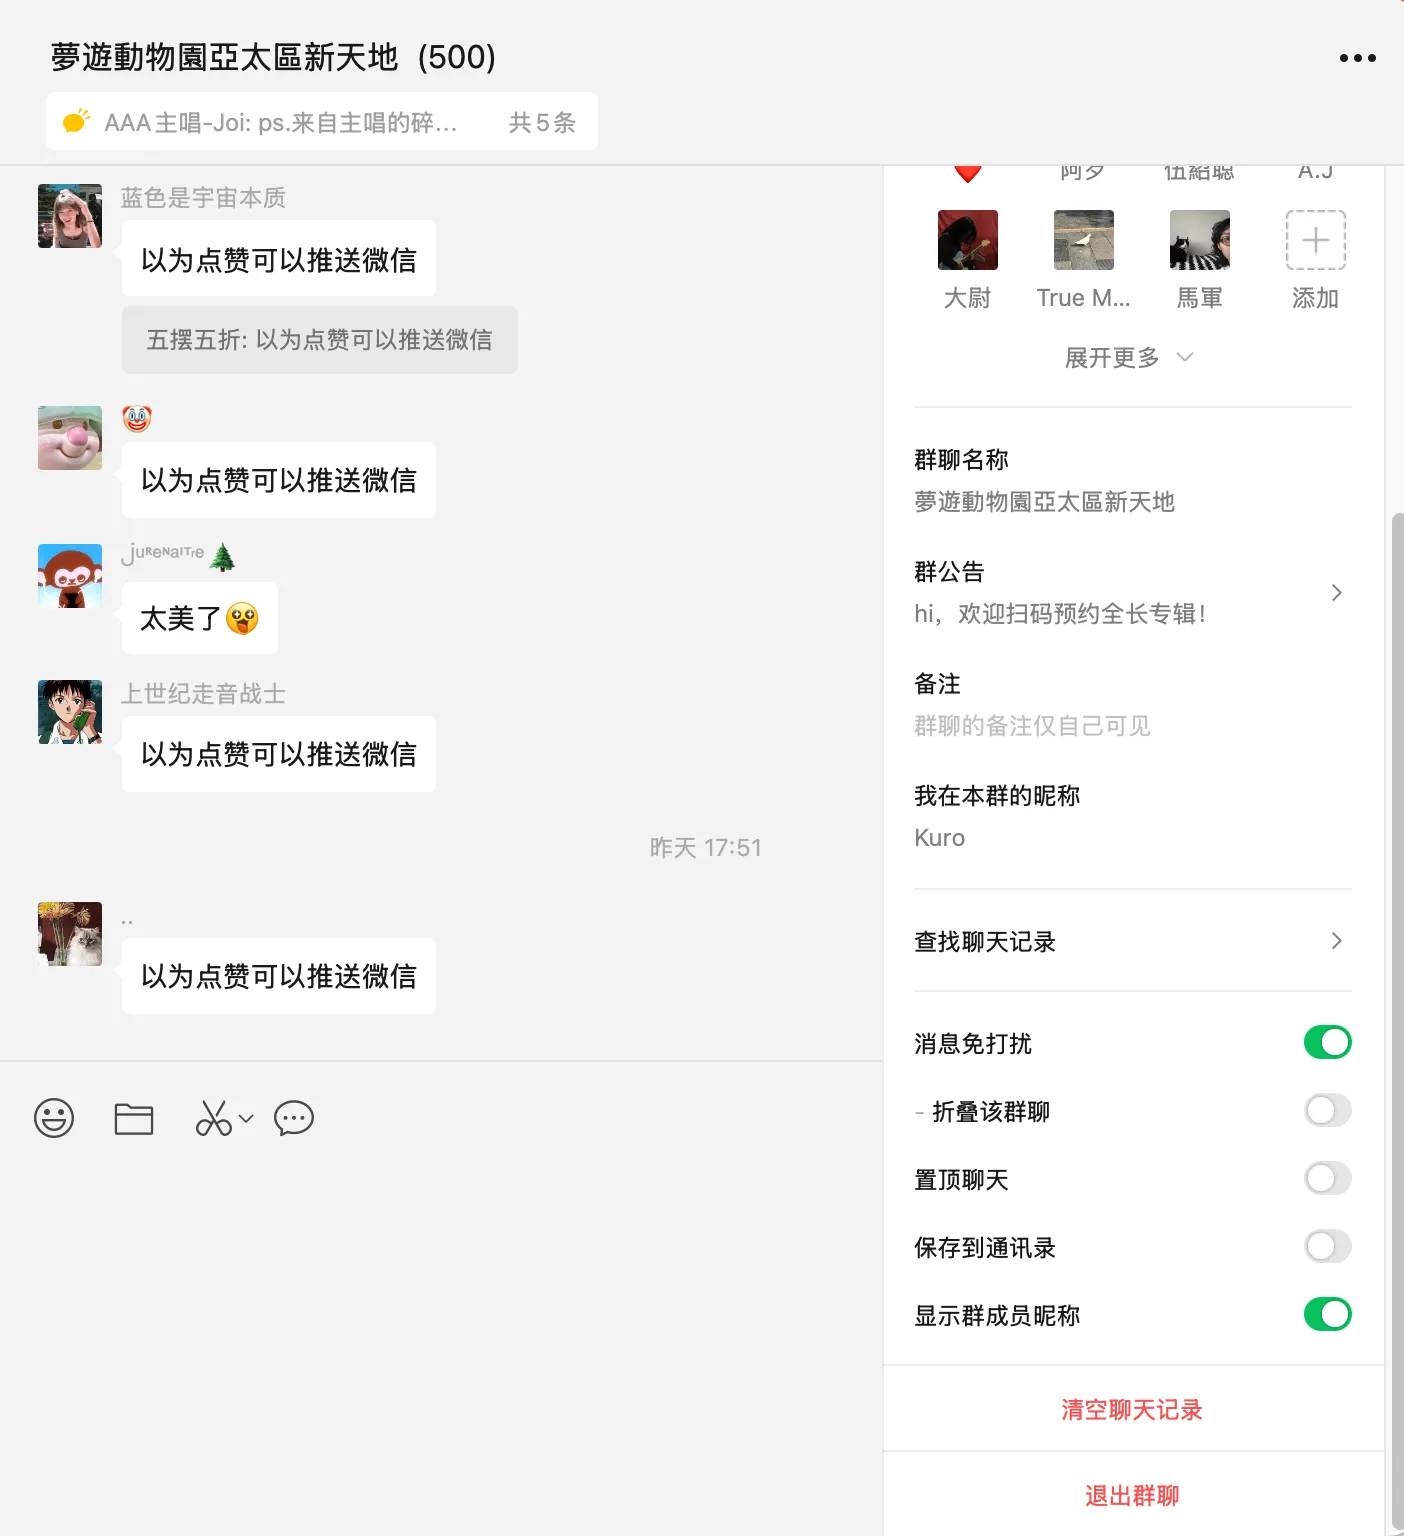 夢遊動物園亞太區新天地 (500)
AAA主唱-Joi: ps.来自主唱的碎... 共5条
蓝色是宇宙本质
以为点赞可以推送微信
五摆五折: 以为点赞可以推送微信
以为点赞可以推送微信
juᴿeᴺaᴵᵀʳe
太美了
上世纪走音战士
以为点赞可以推送微信
昨天 17:51
..
以为点赞可以推送微信
阿岁 伍紹聪 A.J
大尉 True M... 馬軍 添加
展开更多
群聊名称
夢遊動物園亞太區新天地
群公告
hi，欢迎扫码预约全长专辑！
备注
群聊的备注仅自己可见
我在本群的昵称
Kuro
查找聊天记录
消息免打扰
- 折叠该群聊
置顶聊天
保存到通讯录
显示群成员昵称
清空聊天记录
退出群聊